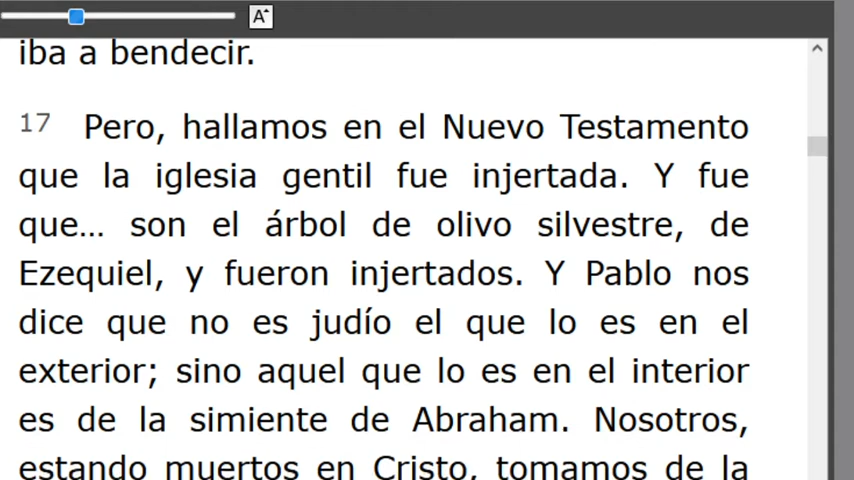 A
iba a bendecir.
17 Pero, hallamos en el Nuevo Testamento
que la iglesia gentil fue injertada. Y fue
que... son el árbol de olivo silvestre, de
Ezequiel, y fueron injertados. Y Pablo nos
dice que no es judío el que lo es en el
exterior; sino aquel que lo es en el interior
es de la simiente de Abraham. Nosotros,
estando muertos en Cristo, tomamos de la